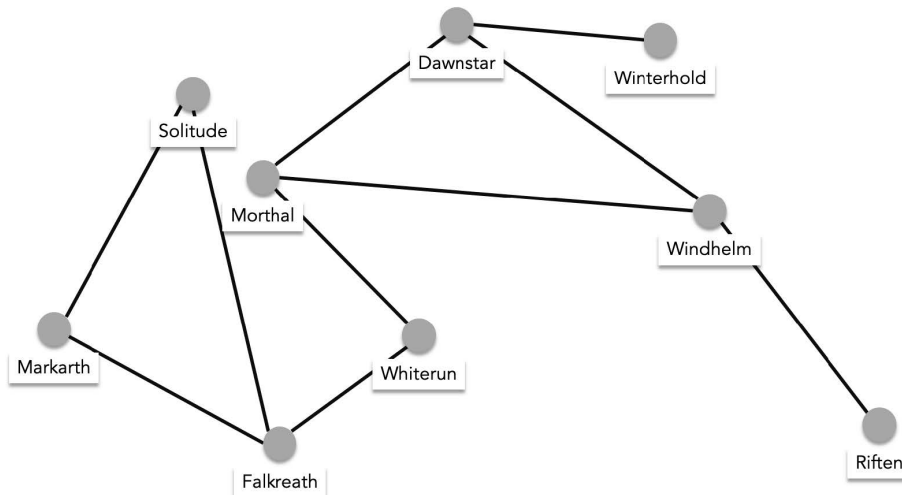 Dawnstar
Winterhold
Solitude
Morthal
Windhelm
Markarth
Whiterun
Falkreath
Riften